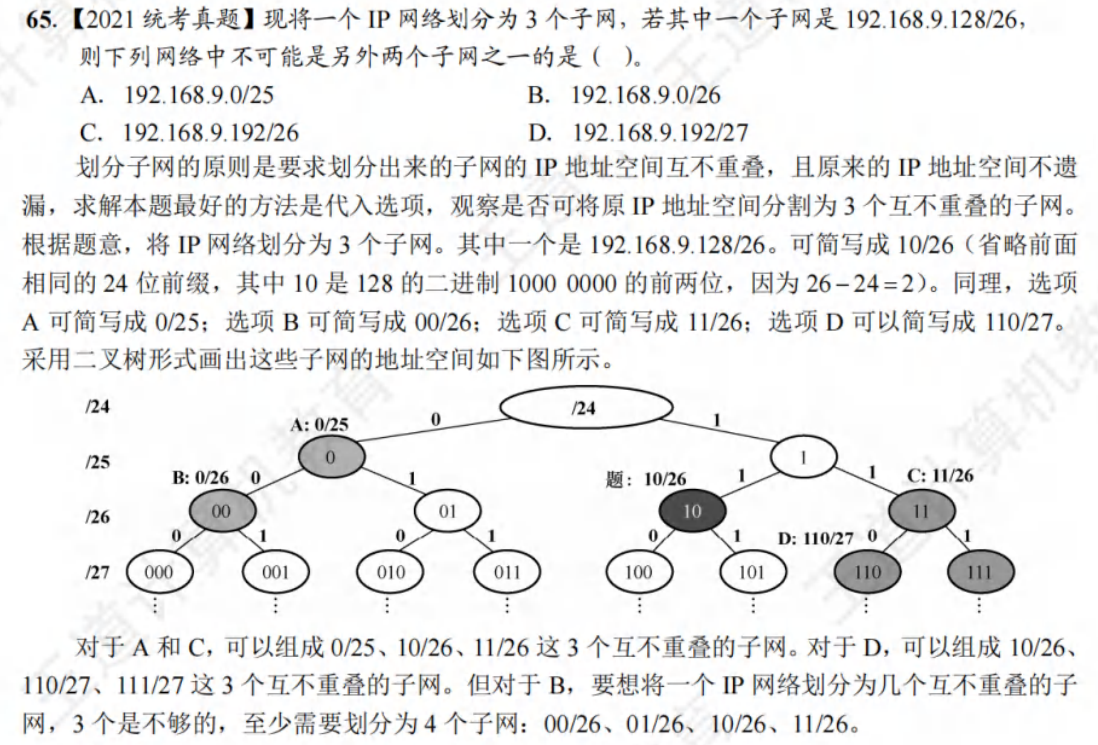 65. 【2021 统考真题】现将一个 IP 网络划分为 3 个子网，若其中一个子网是 192.168.9.128/26，
则下列网络中不可能是另外两个子网之一的是（ ）。
A. 192.168.9.0/25 B. 192.168.9.0/26
C. 192.168.9.192/26 D. 192.168.9.192/27
划分子网的原则是要求划分出来的子网的 IP 地址空间互不重叠，且原来的 IP 地址空间不遗
漏，求解本题最好的方法是代入选项，观察是否可将原 IP 地址空间分割为 3 个互不重叠的子网。
根据题意，将 IP 网络划分为 3 个子网。其中一个是 192.168.9.128/26。可简写成 10/26（省略前面
相同的 24 位前缀，其中 10 是 128 的二进制 1000 0000 的前两位，因为 26－24＝2）。同理，选项
A 可简写成 0/25；选项 B 可简写成 00/26；选项 C 可简写成 11/26；选项 D 可以简写成 110/27。
采用二叉树形式画出这些子网的地址空间如下图所示。
/24 /24
A: 0/25 0 1
/25 0 1
B: 0/26 0 1 题：10/26 1 1 C: 11/26
/26 00 01 10 11
0 1 0 1 0 1 D: 110/27 0 1
/27 000 001 010 011 100 101 110 111
对于 A 和 C，可以组成 0/25、10/26、11/26 这 3 个互不重叠的子网。对于 D，可以组成 10/26、
110/27、111/27 这 3 个互不重叠的子网。但对于 B，要想将一个 IP 网络划分为几个互不重叠的子
网，3 个是不够的，至少需要划分为 4 个子网：00/26、01/26、10/26、11/26。
王道计算机教育